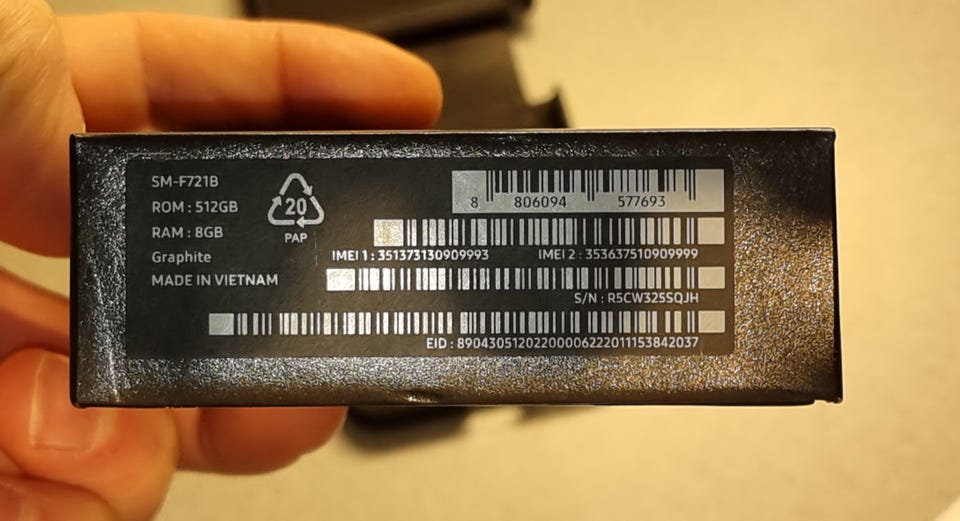 SM-F721B
ROM : 512GB
RAM : 8GB
Graphite
MADE IN VIETNAM
20
PAP
8 806094 577693
IMEI 1 : 351373130909993 IMEI 2 : 353637510909999
S/N : R5CW325SQJH
EID : 89043051202200006222011153842037